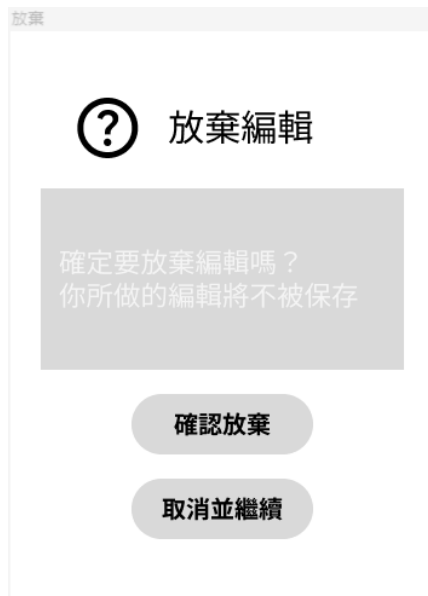 放棄
放棄編輯
確定要放棄編輯嗎？
你所做的編輯將不被保存
確認放棄
取消並繼續